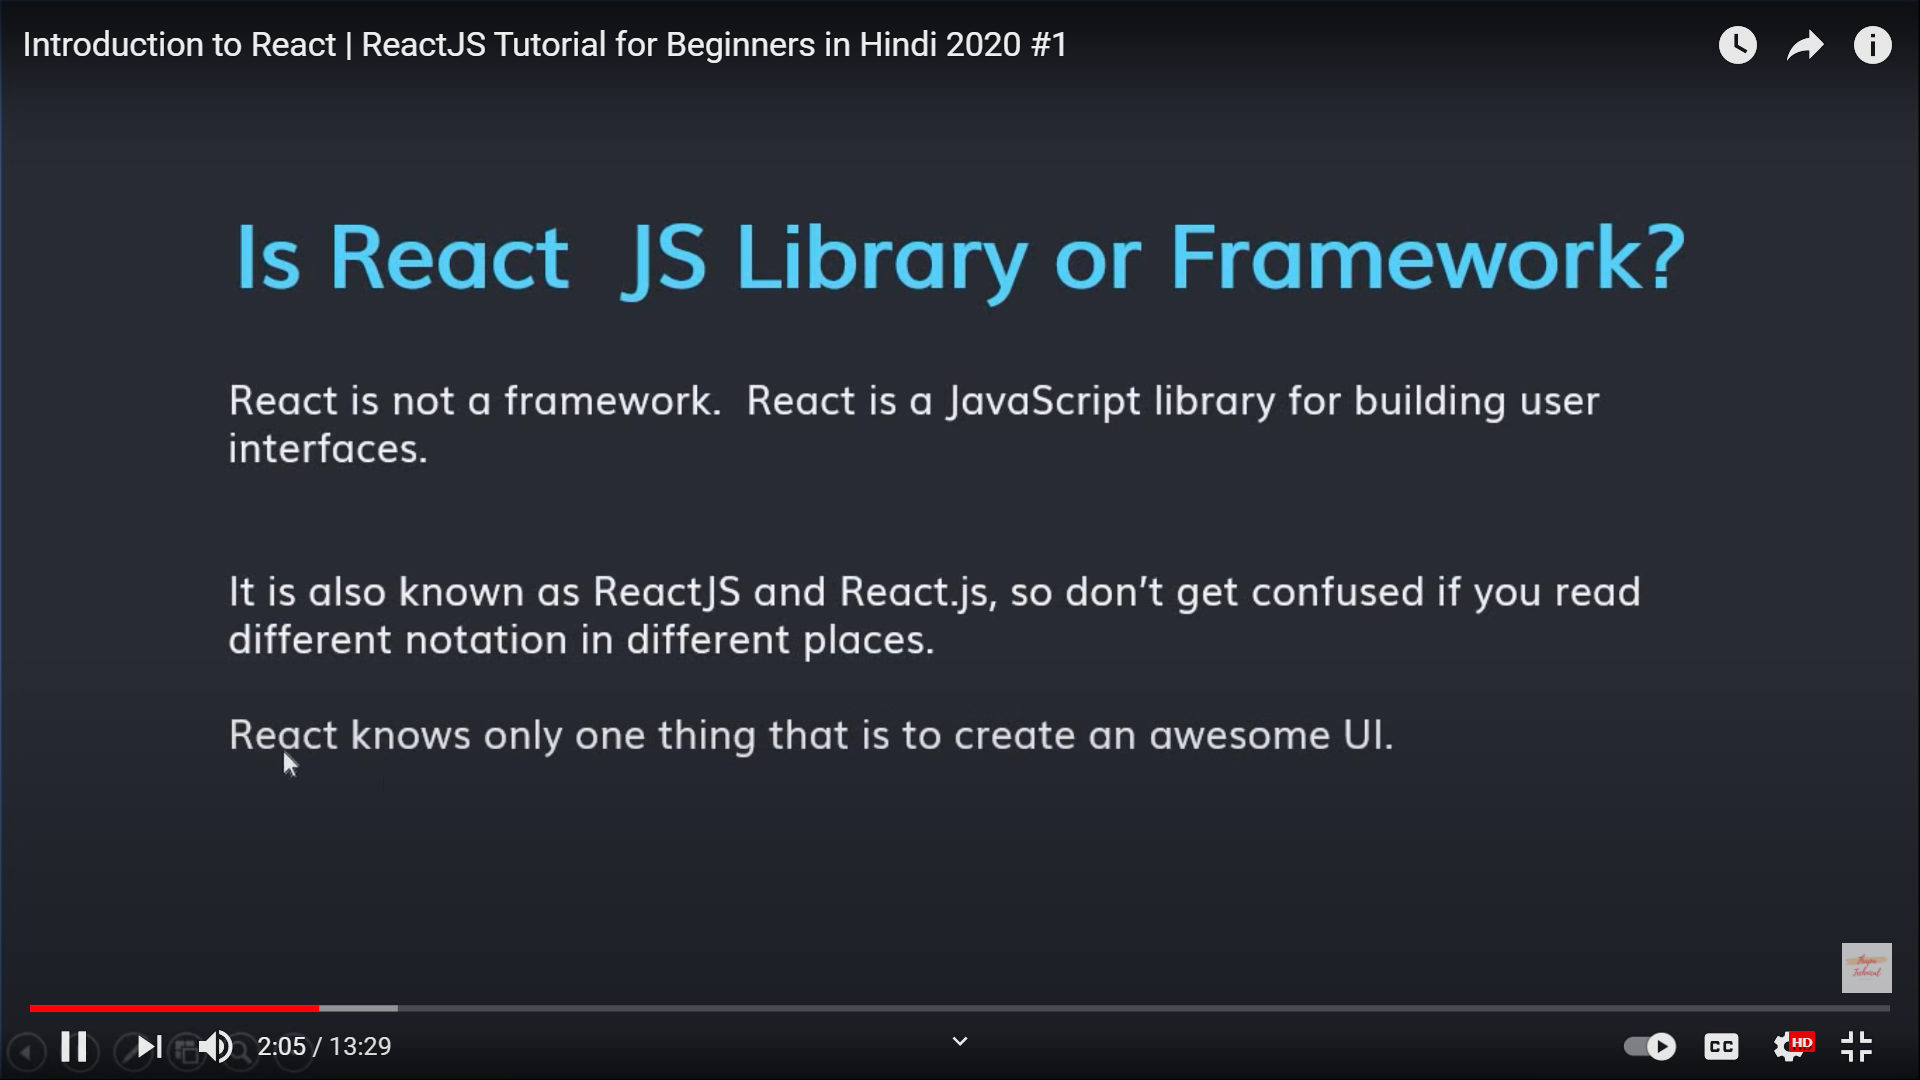 Introduction to React | ReactJS Tutorial for Beginners in Hindi 2020 #1
Is React JS Library or Framework?
React is not a framework. React is a JavaScript library for building user
interfaces.
It is also known as ReactJS and React.js, so don’t get confused if you read
different notation in different places.
React knows only one thing that is to create an awesome UI.
Technical
2:05 / 13:29
CC
HD